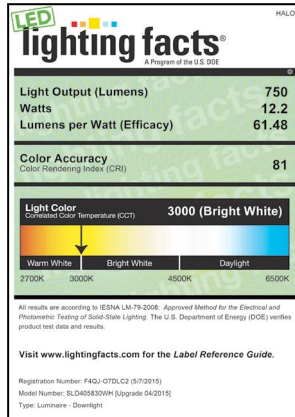 LED
HALO
lighting facts®
A Program of the U.S. DOE
Light Output (Lumens) 750
Watts 12.2
Lumens per Watt (Efficacy) 61.48
Color Accuracy
Color Rendering Index (CRI) 81
Light Color
Correlated Color Temperature (CCT) 3000 (Bright White)
Warm White Bright White Daylight
2700K 3000K 4500K 6500K
All results are according to IESNA LM-79-2008: Approved Method for the Electrical and
Photometric Testing of Solid-State Lighting. The U.S. Department of Energy (DOE) verifies
product test data and results.
Visit www.lightingfacts.com for the Label Reference Guide.
Registration Number: F4QJ-O7DLC2 (5/7/2015)
Model Number: SLD405830WH [Upgrade 04/2015]
Type: Luminaire - Downlight